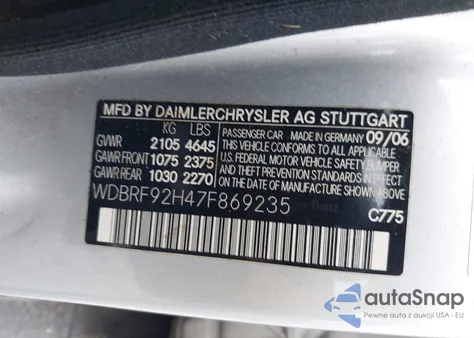 MFD BY DAIMLERCHRYSLER AG STUTTGART
KG LBS
GVWR 2105 4645
GAWR FRONT 1075 2375
GAWR REAR 1030 2270
PASSENGER CAR MADE IN GERMANY 09/06
THIS VEHICLE CONFORMS TO ALL APPLICABLE
U.S. FEDERAL MOTOR VEHICLE SAFETY BUMPER
AND THEFT PREVENTION STANDARDS IN EFFECT
ON THE DATE OF MANUFACTURE SHOWN ABOVE
WDBRF92H47F869235
C775
autoSnap
Pewne auta z aukcji USA i EU